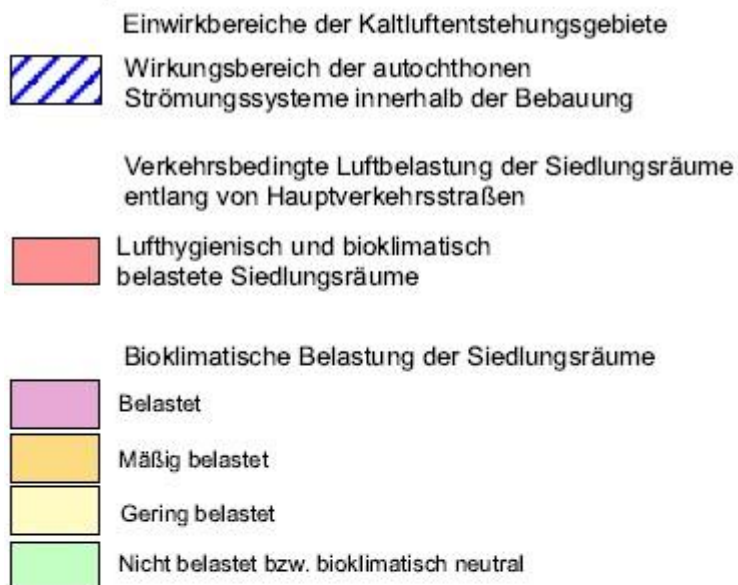 Einwirkbereiche der Kaltluftentstehungsgebiete
Wirkungsbereich der autochthonen
Strömungssysteme innerhalb der Bebauung
Verkehrsbedingte Luftbelastung der Siedlungsräume
entlang von Hauptverkehrsstraßen
Lufthygienisch und bioklimatisch
belastete Siedlungsräume
Bioklimatische Belastung der Siedlungsräume
Belastet
Mäßig belastet
Gering belastet
Nicht belastet bzw. bioklimatisch neutral